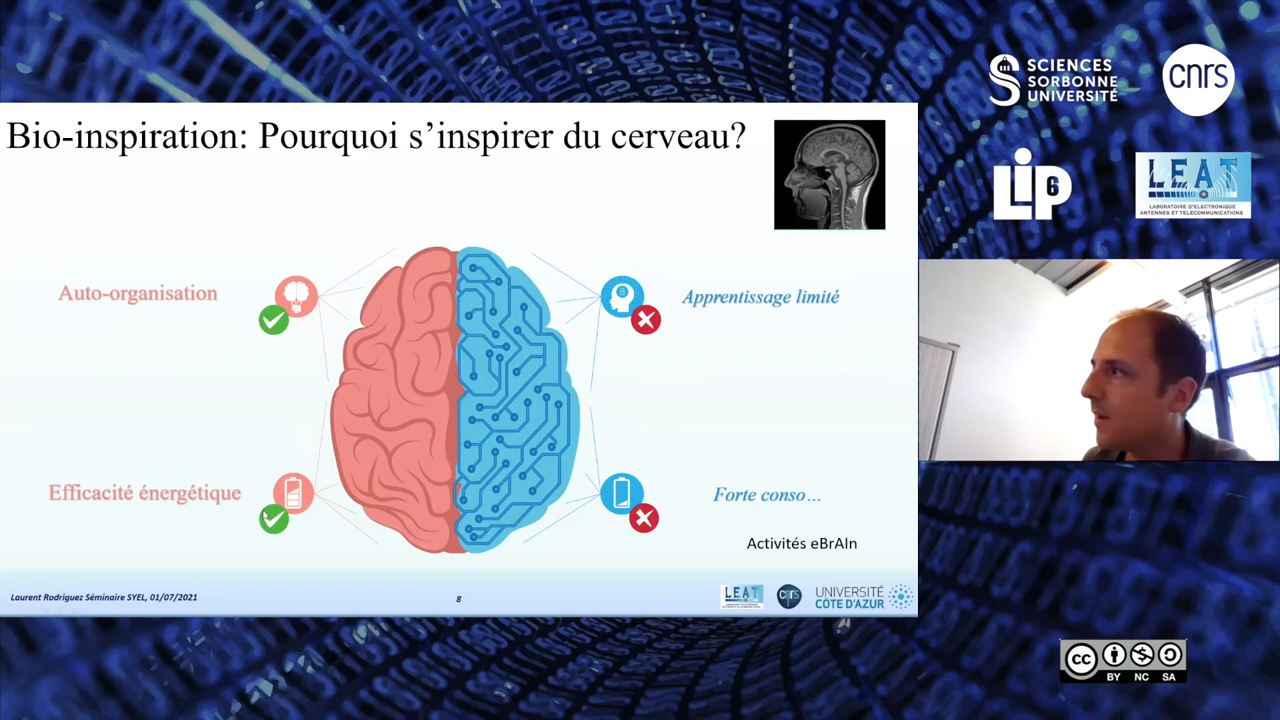 Bio-inspiration: Pourquoi s’inspirer du cerveau?
Auto-organisation
Apprentissage limité
Efficacité énergétique
Forte conso…
Activités eBrAIn
Laurent Rodriguez Séminaire SYEL, 01/07/2021
8
LEAT
cnrs
UNIVERSITÉ
CÔTE D'AZUR
SCIENCES
SORBONNE
UNIVERSITÉ
cnrs
LIP6
LEAT
LABORATOIRE D'ELECTRONIQUE
ANTENNES ET TELECOMMUNICATIONS
cc
BY NC SA